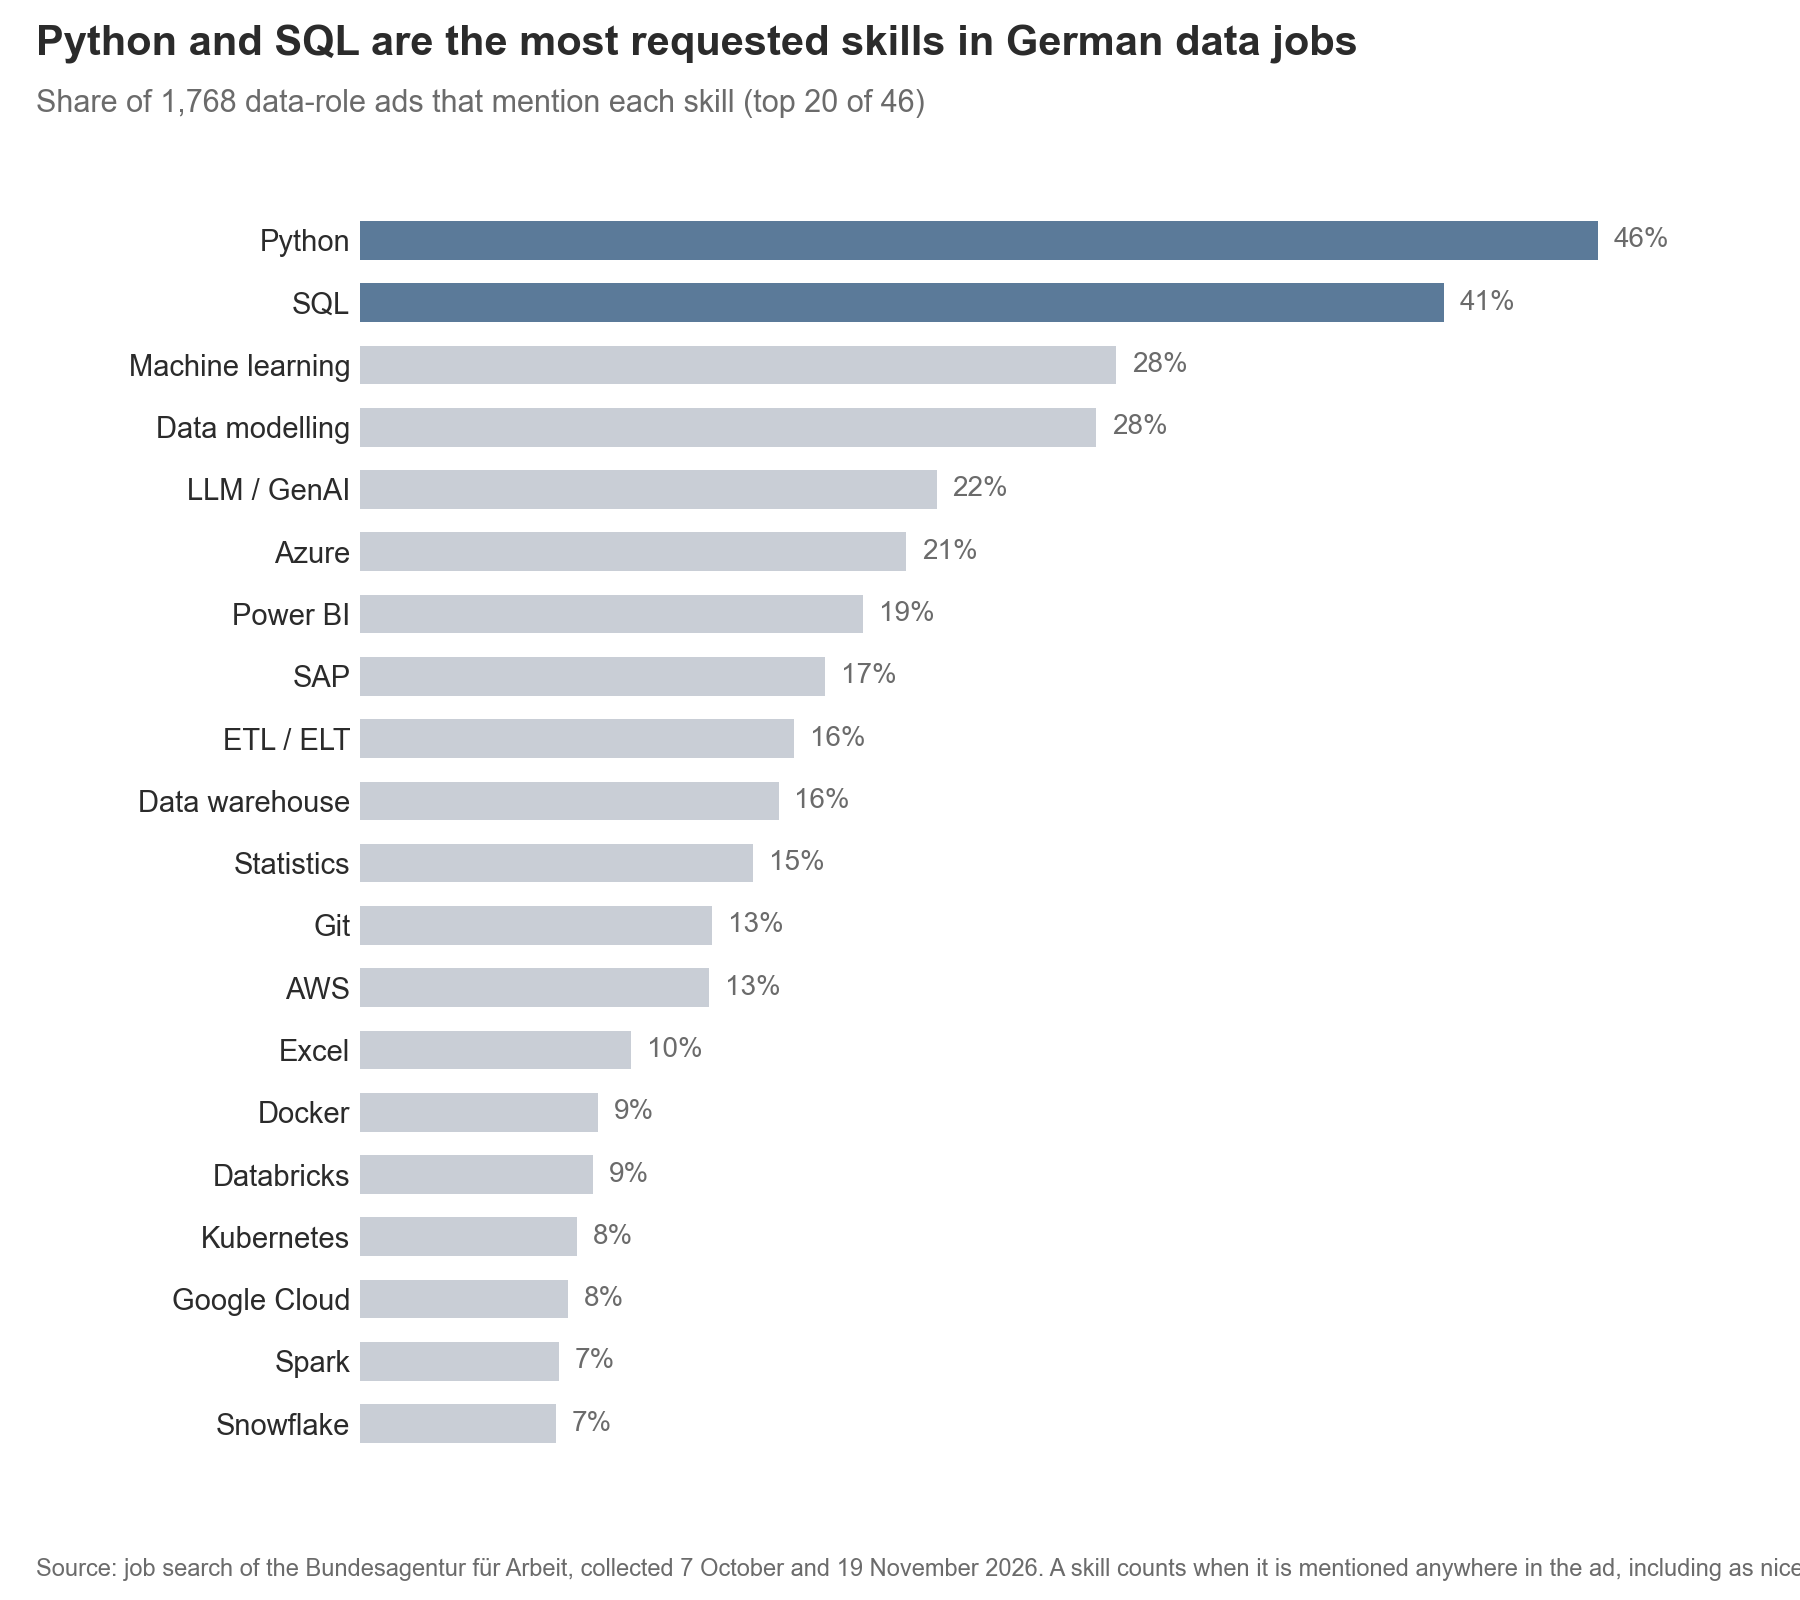 Python and SQL are the most requested skills in German data jobs
Share of 1,768 data-role ads that mention each skill (top 20 of 46)
Python 46%
SQL 41%
Machine learning 28%
Data modelling 28%
LLM / GenAI 22%
Azure 21%
Power BI 19%
SAP 17%
ETL / ELT 16%
Data warehouse 16%
Statistics 15%
Git 13%
AWS 13%
Excel 10%
Docker 9%
Databricks 9%
Kubernetes 8%
Google Cloud 8%
Spark 7%
Snowflake 7%
Source: job search of the Bundesagentur für Arbeit, collected 7 October and 19 November 2026. A skill counts when it is mentioned anywhere in the ad, including as nice